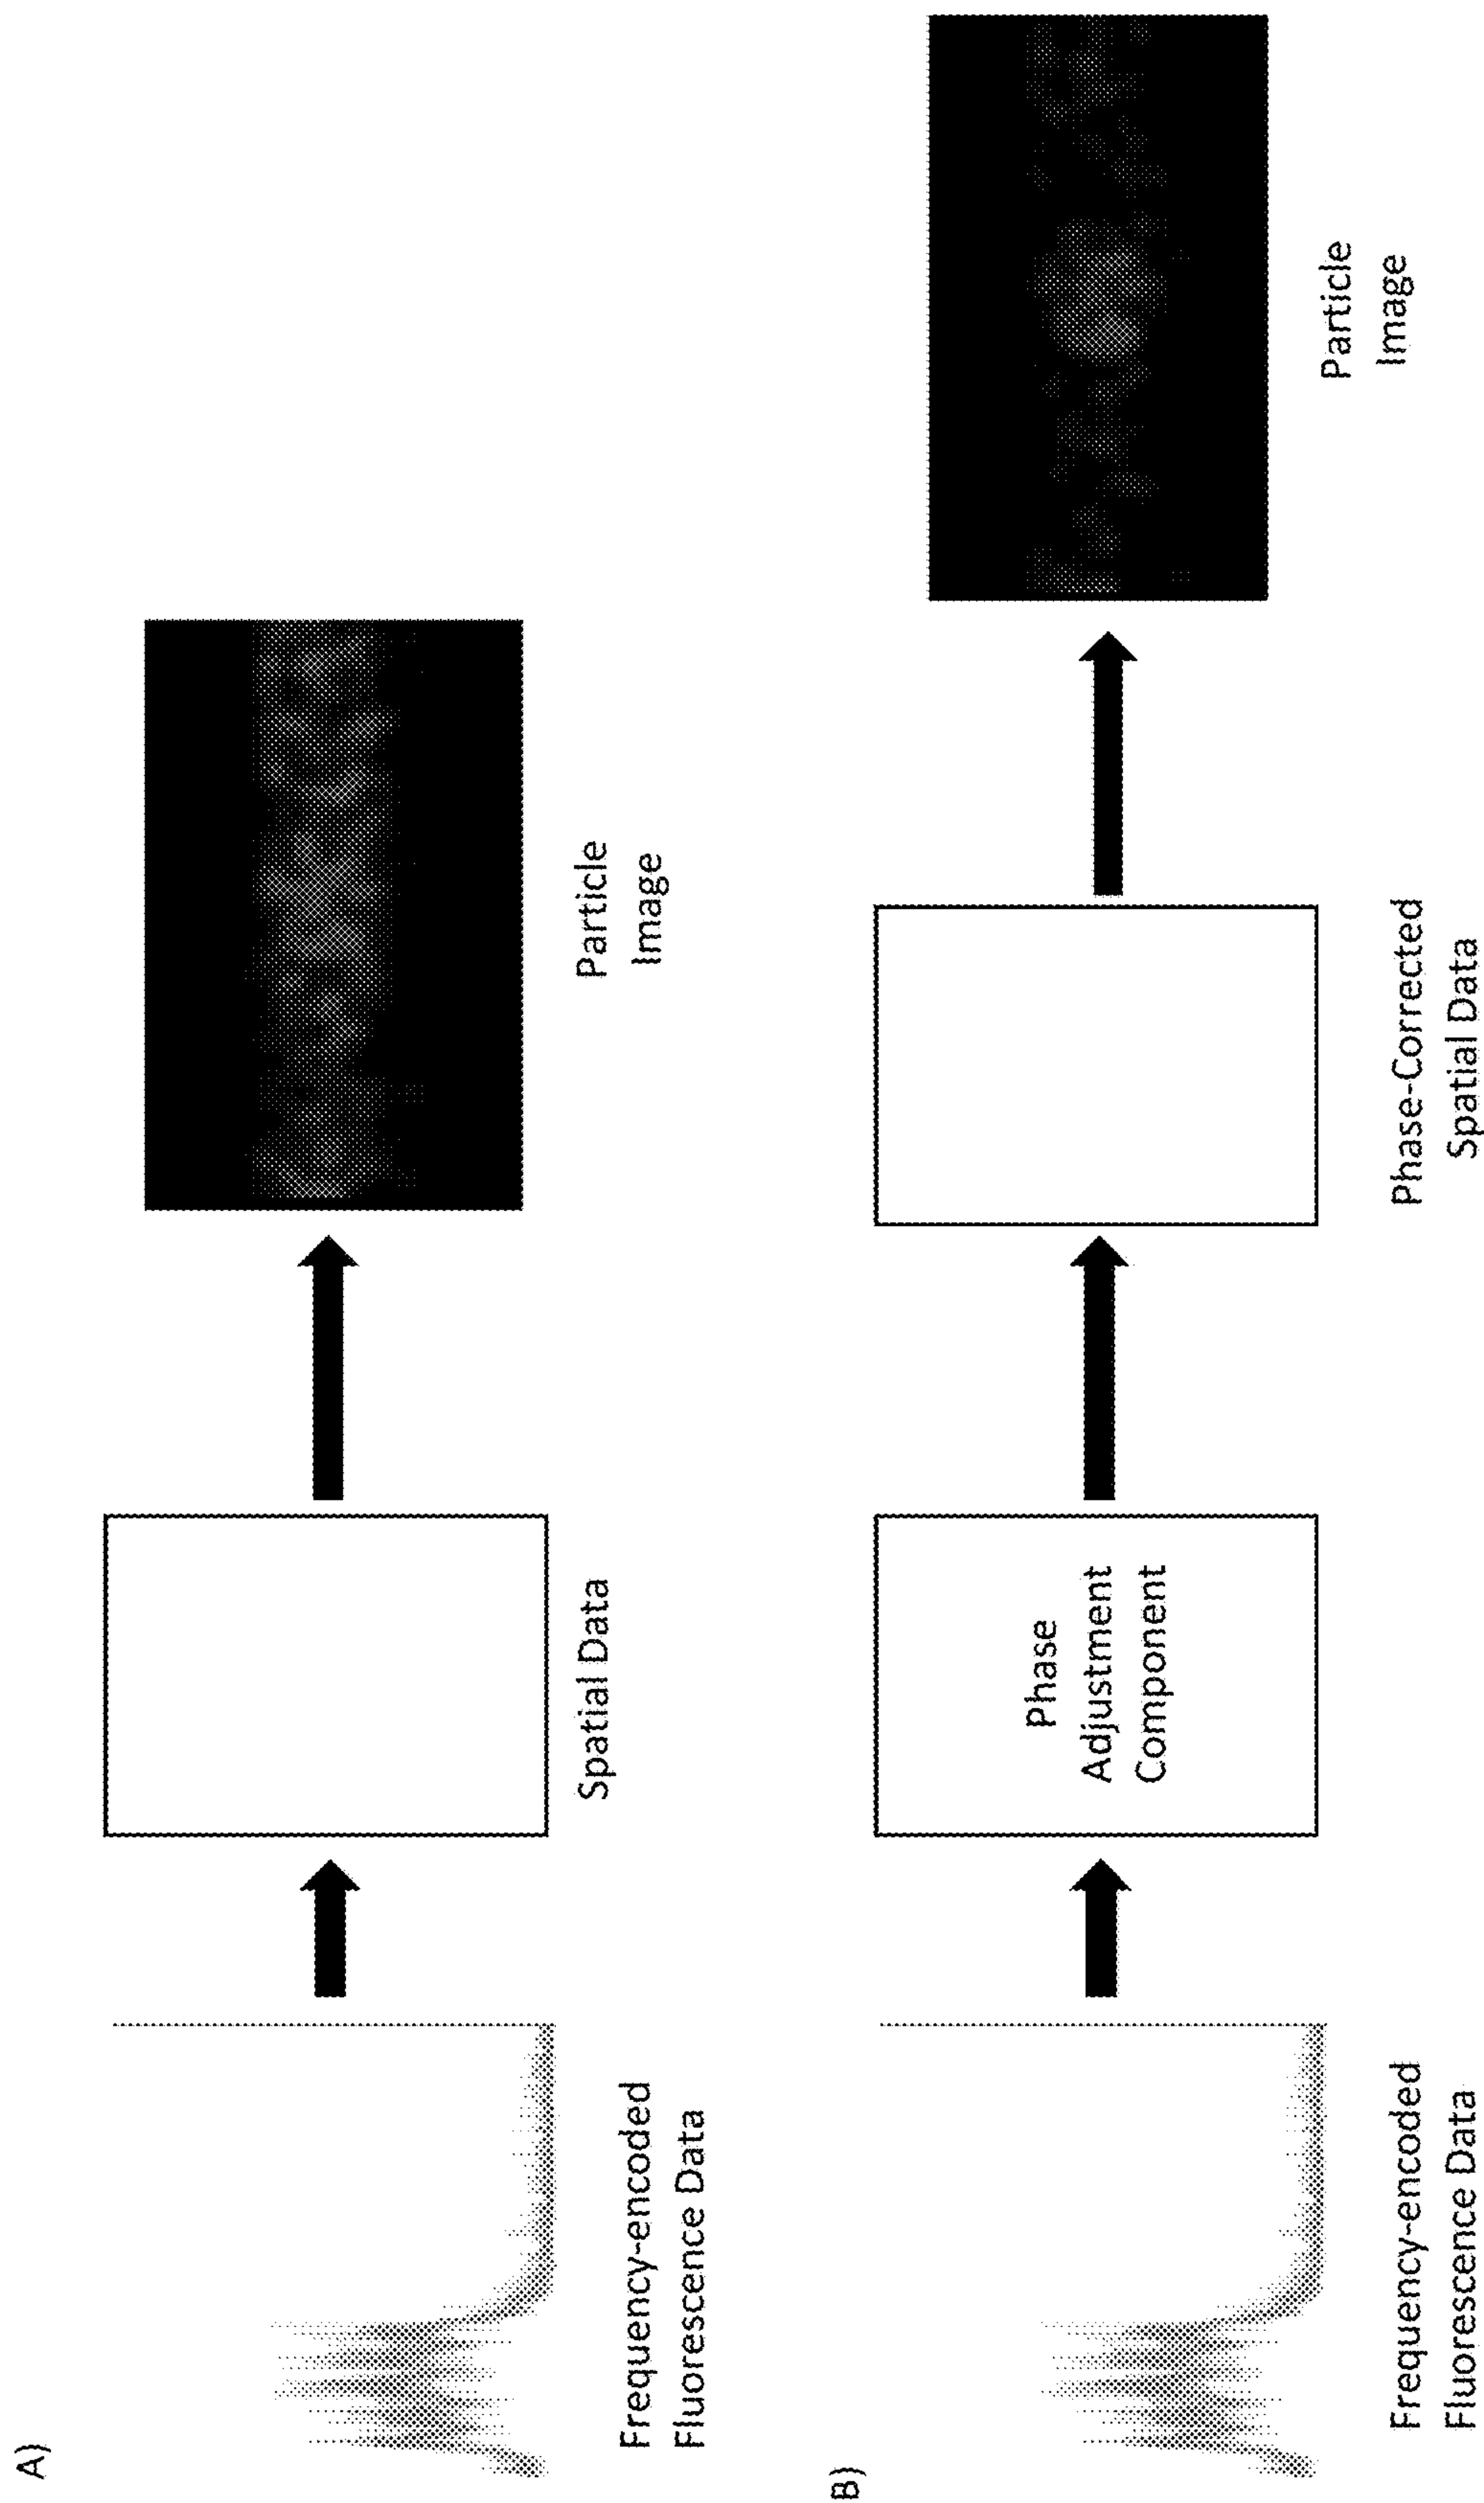 A)
Frequency-encoded
Fluorescence Data
Spatial Data
Particle
Image
B)
Frequency-encoded
Fluorescence Data
Phase
Adjustment
Component
Phase-Corrected
Spatial Data
Particle
Image